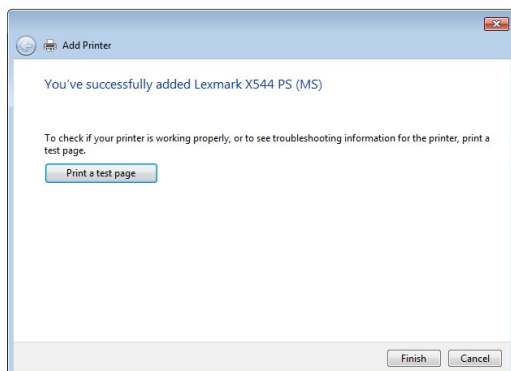 Add Printer
You've successfully added Lexmark X544 PS (MS)
To check if your printer is working properly, or to see troubleshooting information for the printer, print a
test page.
Print a test page
Finish Cancel